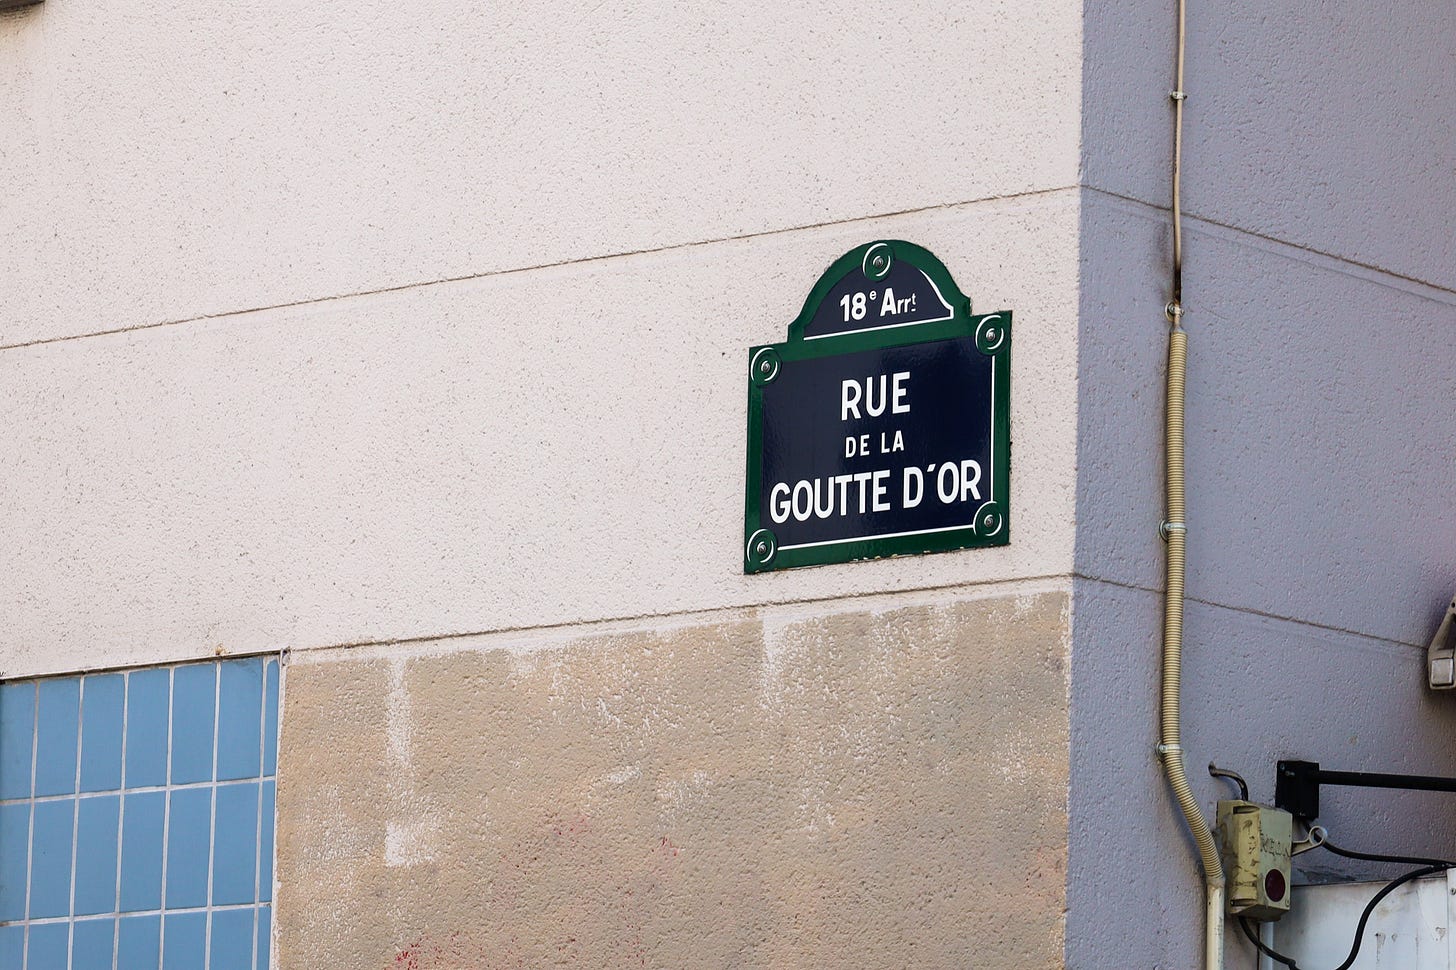 18e Arrt
RUE
DE LA
GOUTTE D'OR